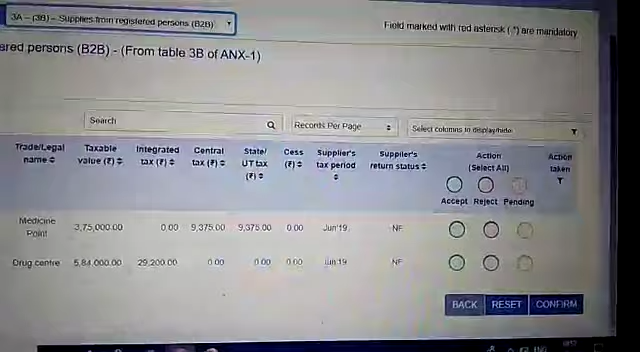 3A – (3B) – Supplies from registered persons (B2B)
Field marked with red asterisk (*) are mandatory
ered persons (B2B) - (From table 3B of ANX-1)
Search
Records Per Page
Select columns to display/hide
Trade/Legal name Taxable value (₹) Integrated tax (₹) Central tax (₹) State/UT tax (₹) Cess (₹) Supplier's tax period Supplier's return status Action (Select All) Action taken
Accept Reject Pending
Medicine Point 3,75,000.00 0.00 9,375.00 9,375.00 0.00 Jun'19 NF
Drug centre 5,84,000.00 29,200.00 0.00 0.00 0.00 Jun'19 NF
BACK RESET CONFIRM